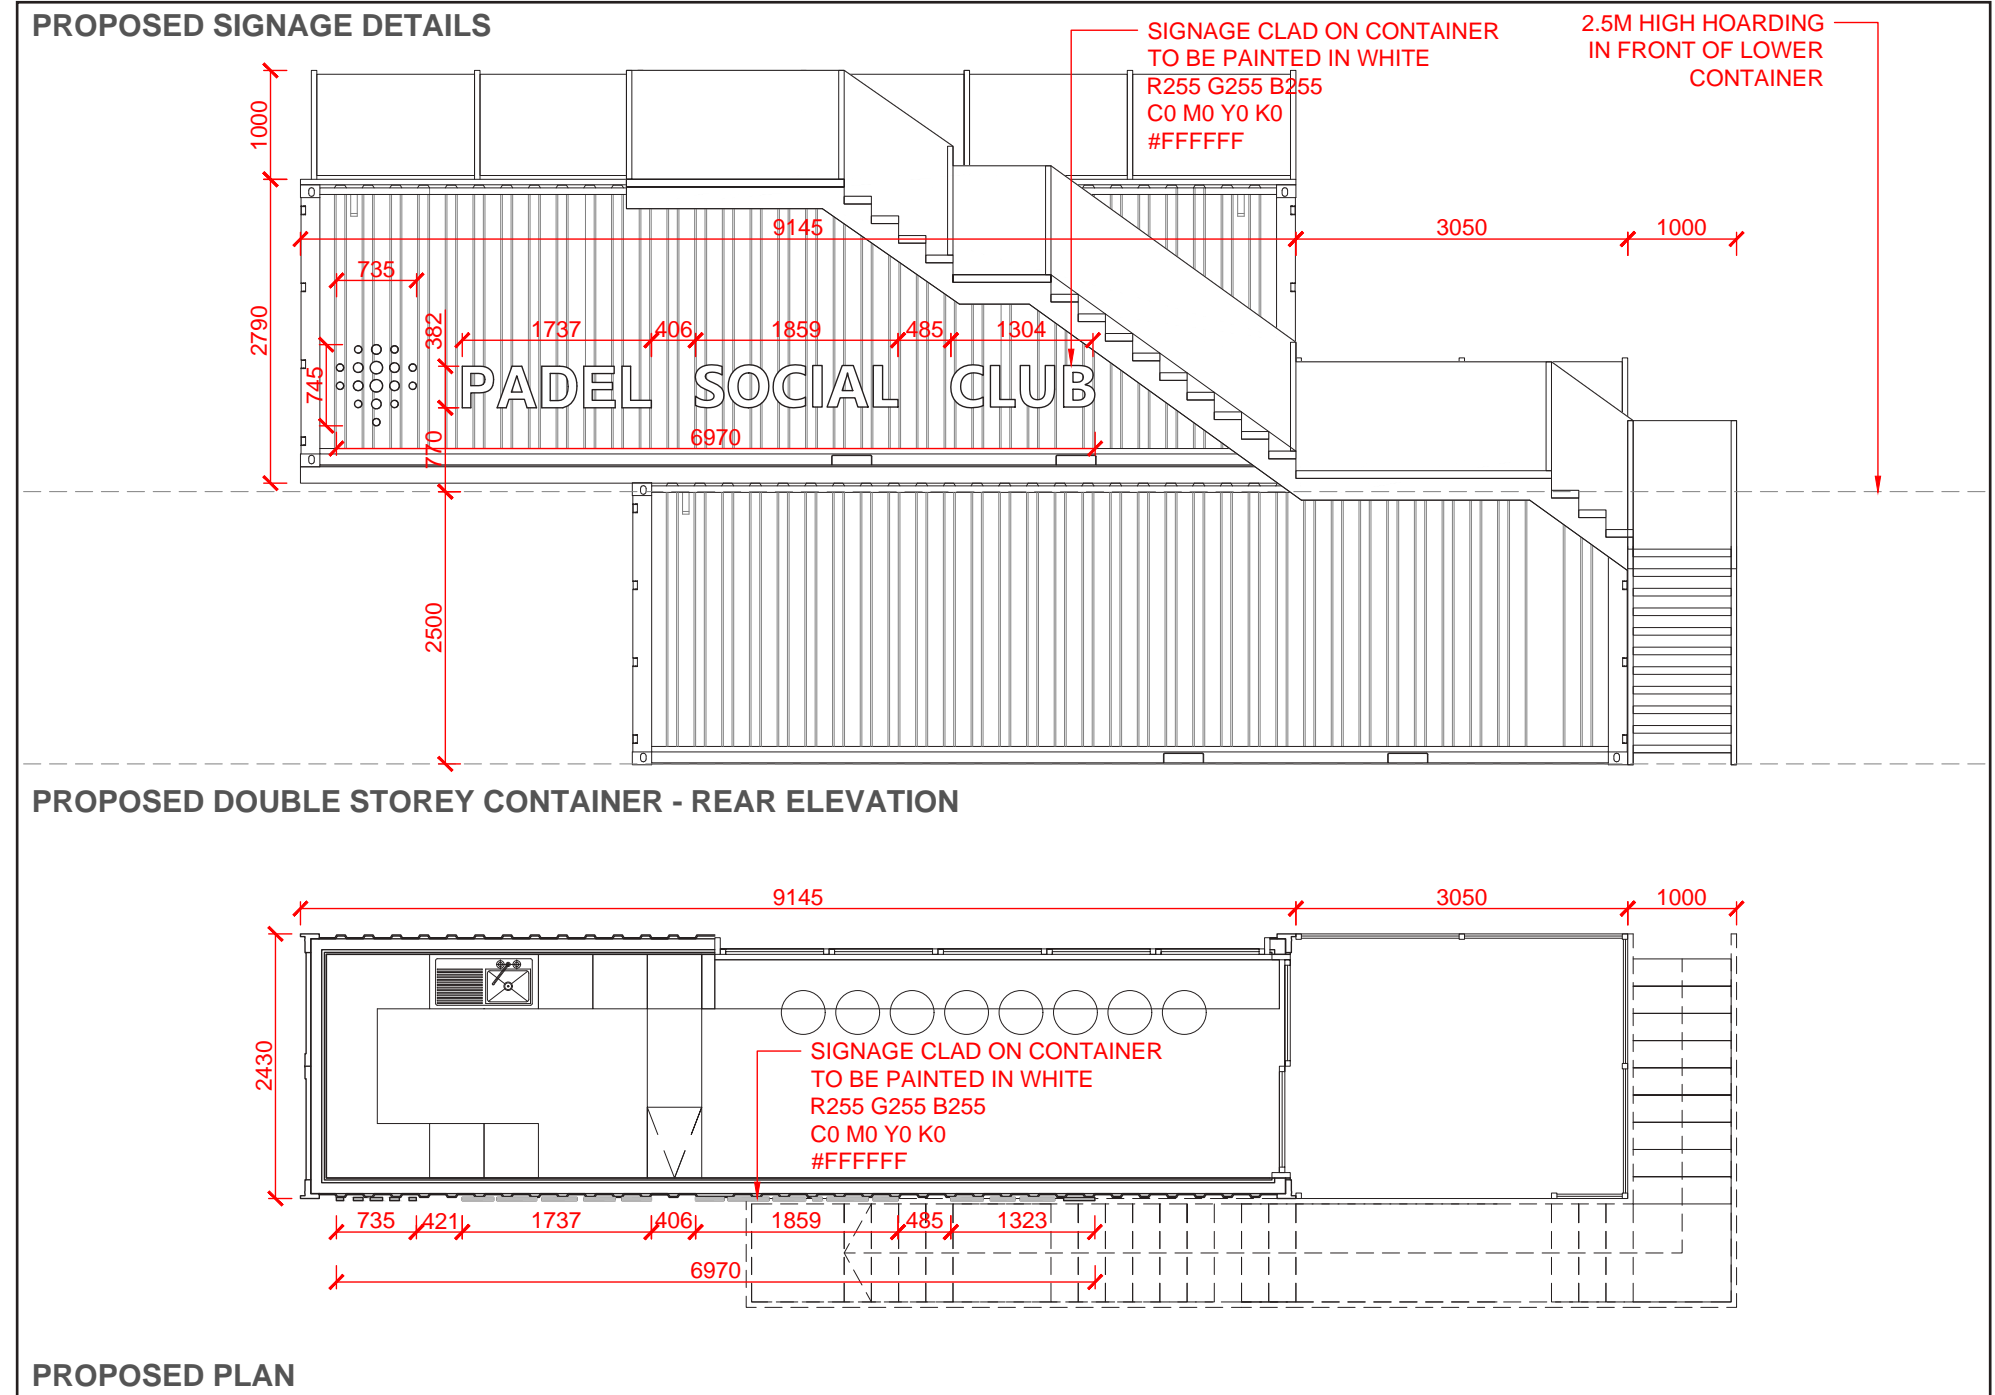 PROPOSED SIGNAGE DETAILS
SIGNAGE CLAD ON CONTAINER
TO BE PAINTED IN WHITE
R255 G255 B255
C0 M0 Y0 K0
#FFFFFF
2.5M HIGH HOARDING
IN FRONT OF LOWER
CONTAINER
1000
9145
3050
1000
735
2790
382
1737
406
1859
485
1304
745
PADEL SOCIAL CLUB
6970
770
2500
PROPOSED DOUBLE STOREY CONTAINER - REAR ELEVATION
9145
3050
1000
2430
SIGNAGE CLAD ON CONTAINER
TO BE PAINTED IN WHITE
R255 G255 B255
C0 M0 Y0 K0
#FFFFFF
735
421
1737
406
1859
485
1323
6970
PROPOSED PLAN